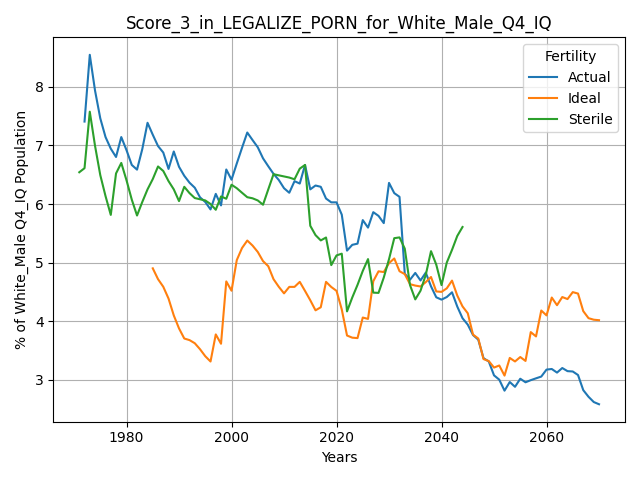 Score_3_in_LEGALIZE_PORN_for_White_Male_Q4_IQ
% of White_Male Q4_IQ Population
8
7
6
5
4
3
Fertility
Actual
Ideal
Sterile
1980 2000 2020 2040 2060
Years